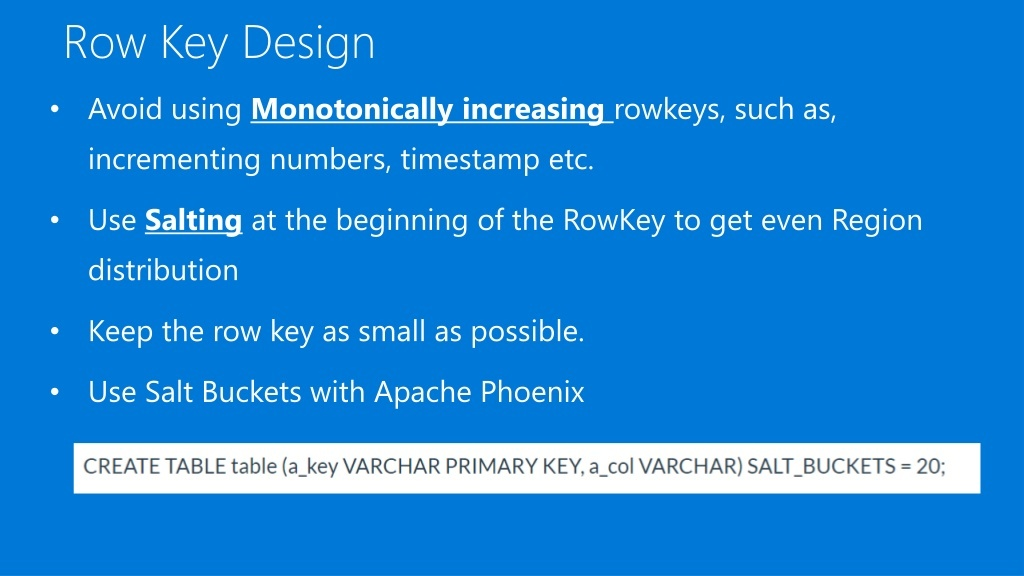 Row Key Design
• Avoid using Monotonically increasing rowkeys, such as,
incrementing numbers, timestamp etc.
• Use Salting at the beginning of the RowKey to get even Region
distribution
• Keep the row key as small as possible.
• Use Salt Buckets with Apache Phoenix
CREATE TABLE table (a_key VARCHAR PRIMARY KEY, a_col VARCHAR) SALT_BUCKETS = 20;